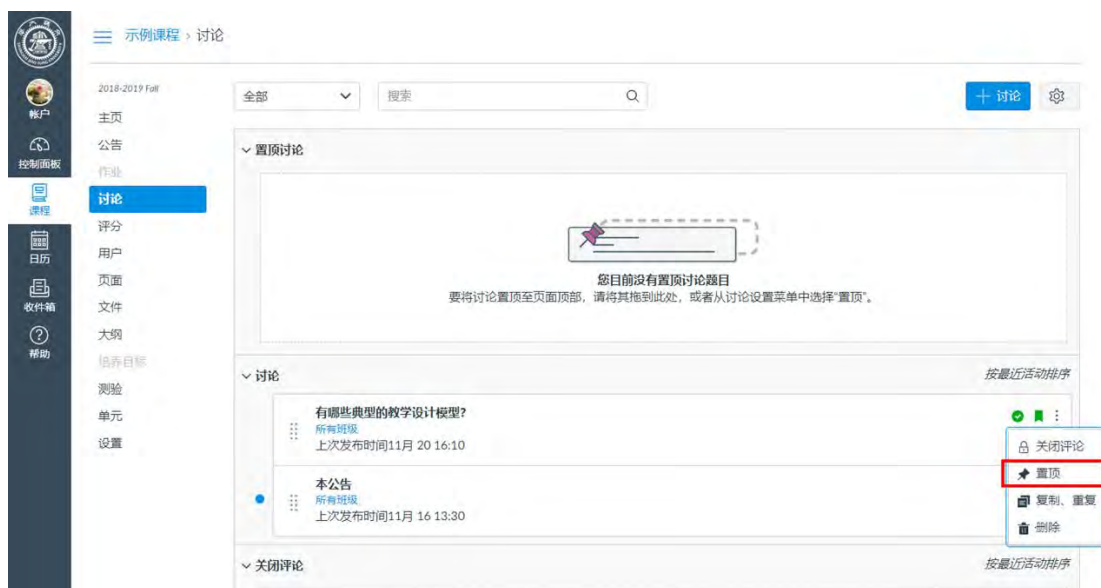 示例课程 › 讨论
帐户
控制面板
课程
日历
收件箱
帮助
2018-2019 Fall
主页
公告
作业
讨论
评分
用户
页面
文件
大纲
培养目标
测验
单元
设置
全部
搜索
+ 讨论
置顶讨论
您目前没有置顶讨论题目
要将讨论置顶至页面顶部，请将其拖到此处，或者从讨论设置菜单中选择“置顶”。
讨论
按最近活动排序
有哪些典型的教学设计模型?
所有班级
上次发布时间11月 20 16:10
关闭评论
置顶
复制、重复
删除
本公告
所有班级
上次发布时间11月 16 13:30
关闭评论
按最近活动排序